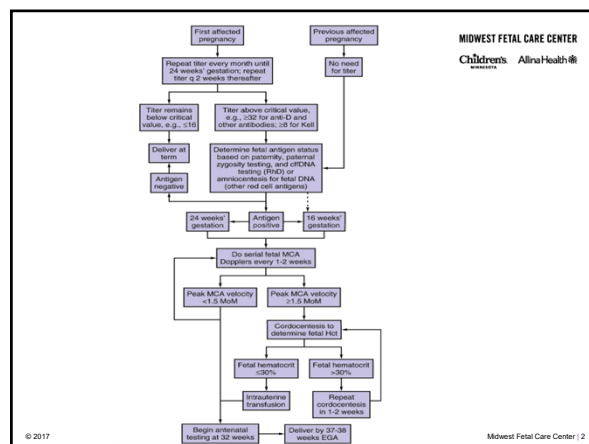 First affected
pregnancy
Previous affected
pregnancy
MIDWEST FETAL CARE CENTER
Children's
MINNESOTA
Allina Health
Repeat titer every month until
24 weeks' gestation; repeat
titer q 2 weeks thereafter
No need
for titer
Titer remains
below critical
value, e.g., ≤16
Titer above critical value,
e.g., ≥32 for anti-D and
other antibodies; ≥8 for Kell
Deliver at
term
Determine fetal antigen status
based on paternity, paternal
zygosity testing, and cffDNA
testing (RhD) or
amniocentesis for fetal DNA
(other red cell antigens)
Antigen
negative
24 weeks'
gestation
Antigen
positive
16 weeks'
gestation
Do serial fetal MCA
Dopplers every 1-2 weeks
Peak MCA velocity
<1.5 MoM
Peak MCA velocity
≥1.5 MoM
Cordocentesis to
determine fetal Hct
Fetal hematocrit
≤30%
Fetal hematocrit
>30%
Intrauterine
transfusion
Repeat
cordocentesis
in 1-2 weeks
Begin antenatal
testing at 32 weeks
Deliver by 37-38
weeks EGA
© 2017
Midwest Fetal Care Center | 2